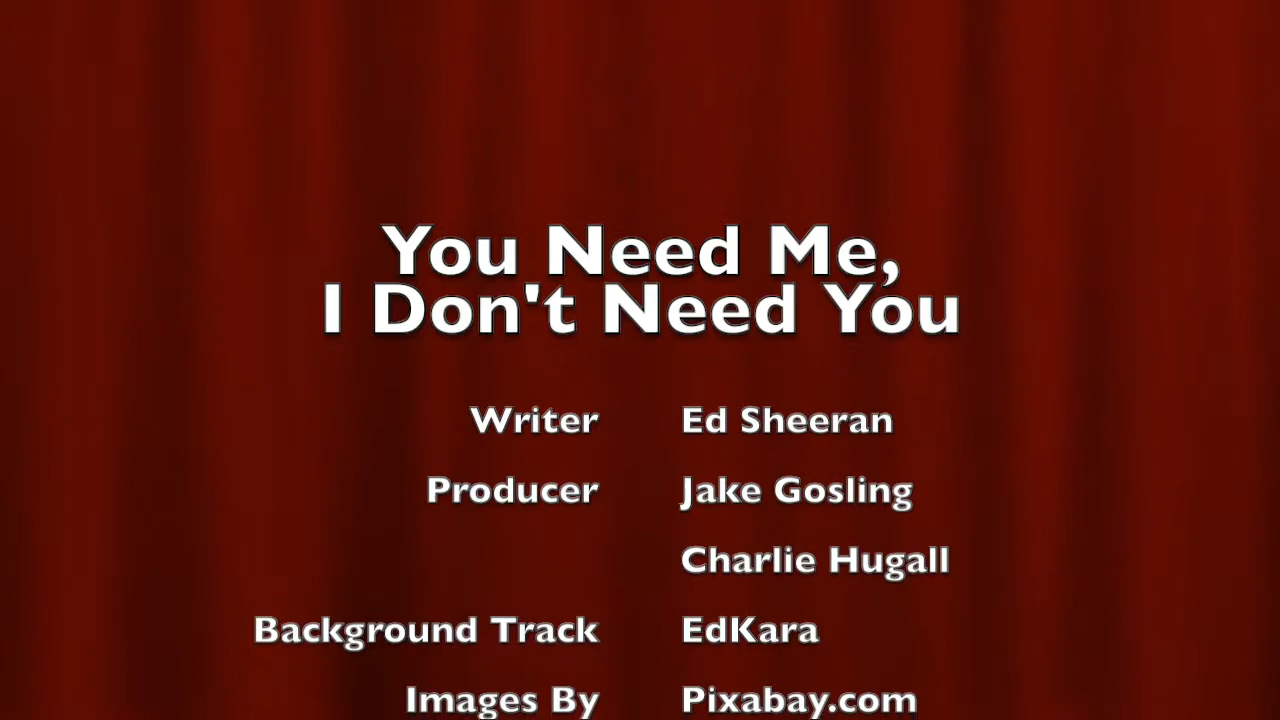 You Need Me,
I Don't Need You
Writer Ed Sheeran
Producer Jake Gosling
Charlie Hugall
Background Track EdKara
Images By Pixabay.com